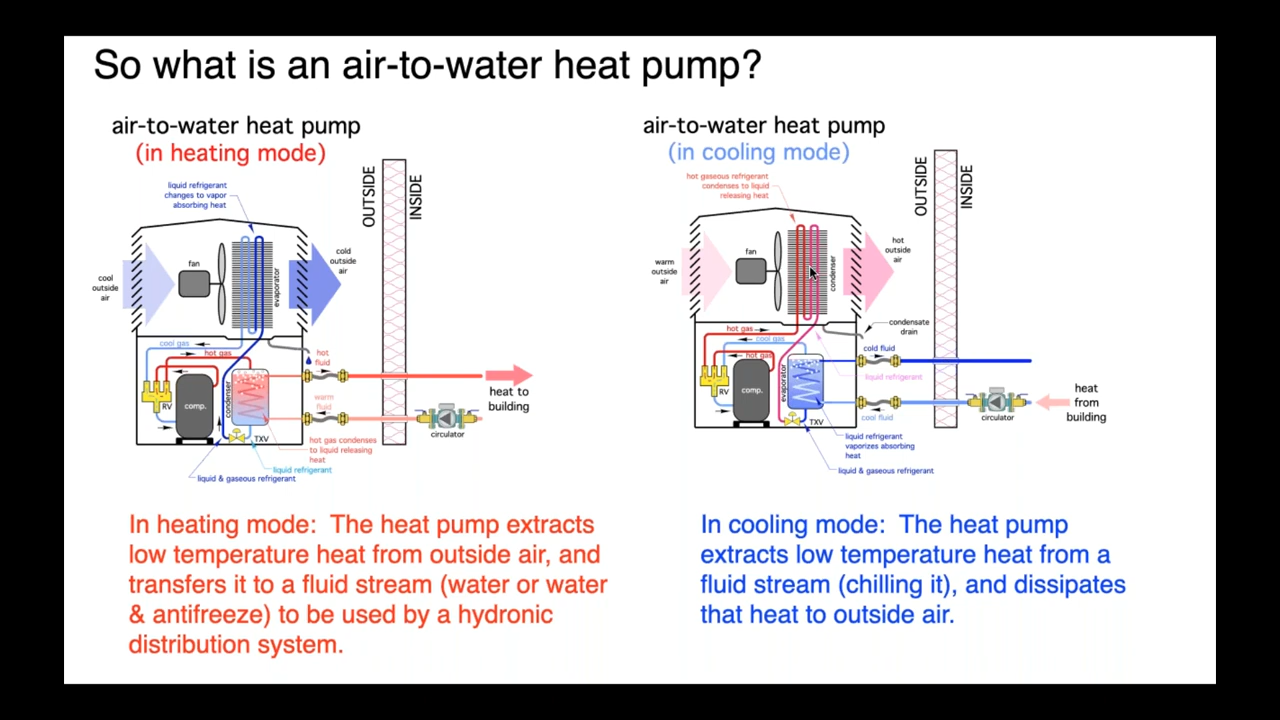 So what is an air-to-water heat pump?
air-to-water heat pump
(in heating mode)
liquid refrigerant
changes to vapor
absorbing heat
OUTSIDE
INSIDE
fan
evaporator
cool
outside
air
cold
outside
air
cool gas
hot gas
hot
fluid
RV
comp.
condenser
warm
fluid
heat to
building
circulator
TXV
hot gas condenses
to liquid releasing
heat
liquid refrigerant
liquid & gaseous refrigerant
In heating mode: The heat pump extracts
low temperature heat from outside air, and
transfers it to a fluid stream (water or water
& antifreeze) to be used by a hydronic
distribution system.
air-to-water heat pump
(in cooling mode)
hot gaseous refrigerant
condenses to liquid
releasing heat
OUTSIDE
INSIDE
fan
condenser
warm
outside
air
hot
outside
air
condensate
drain
hot gas
cool gas
hot gas
cold fluid
liquid refrigerant
RV
comp.
evaporator
cool fluid
heat
from
building
circulator
TXV
liquid refrigerant
vaporizes absorbing
heat
liquid & gaseous refrigerant
In cooling mode: The heat pump
extracts low temperature heat from a
fluid stream (chilling it), and dissipates
that heat to outside air.